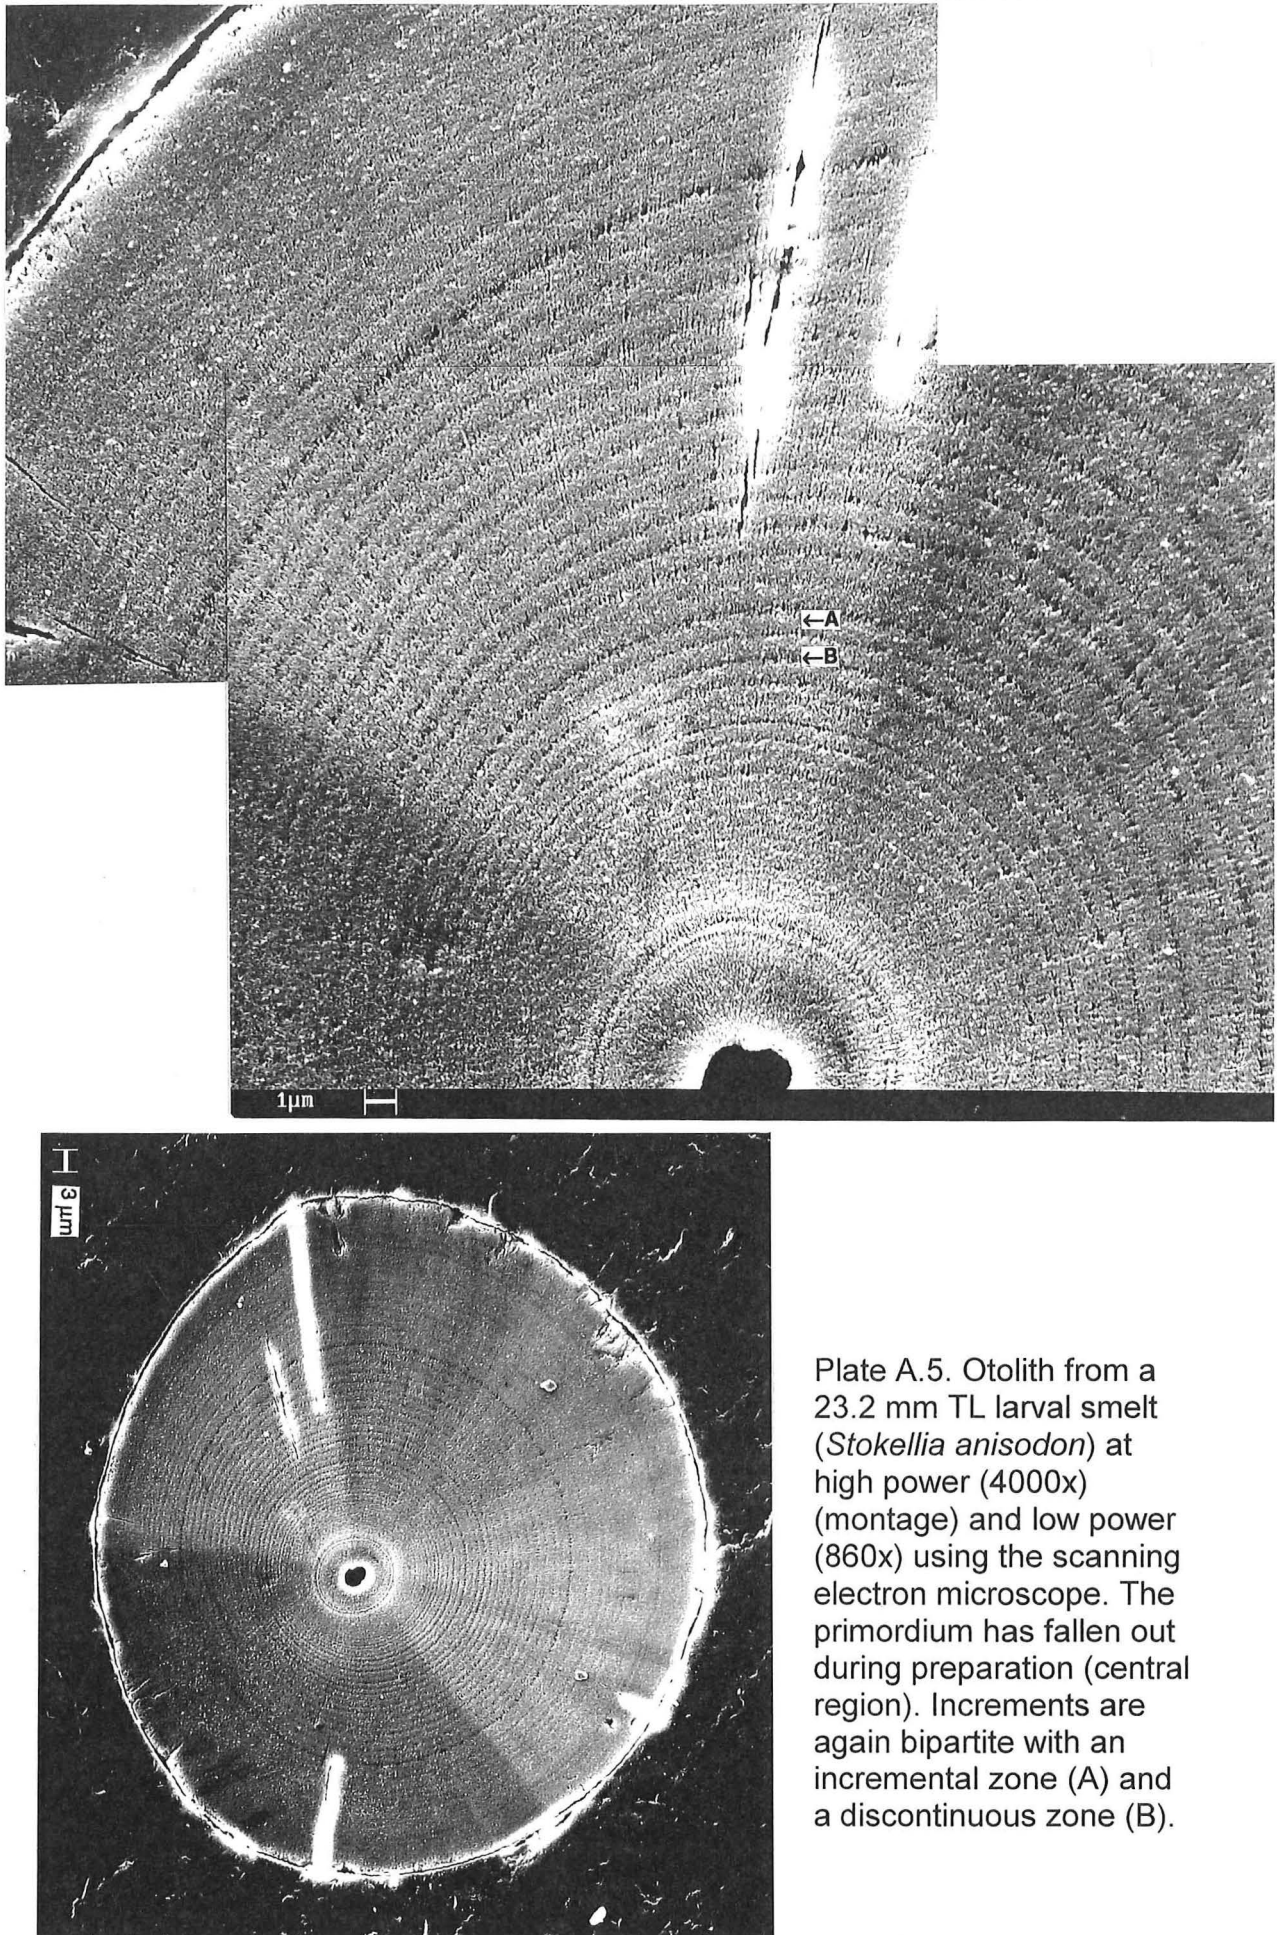 ←A
←B
1µm
3 µm
Plate A.5. Otolith from a
23.2 mm TL larval smelt
(Stokellia anisodon) at
high power (4000x)
(montage) and low power
(860x) using the scanning
electron microscope. The
primordium has fallen out
during preparation (central
region). Increments are
again bipartite with an
incremental zone (A) and
a discontinuous zone (B).